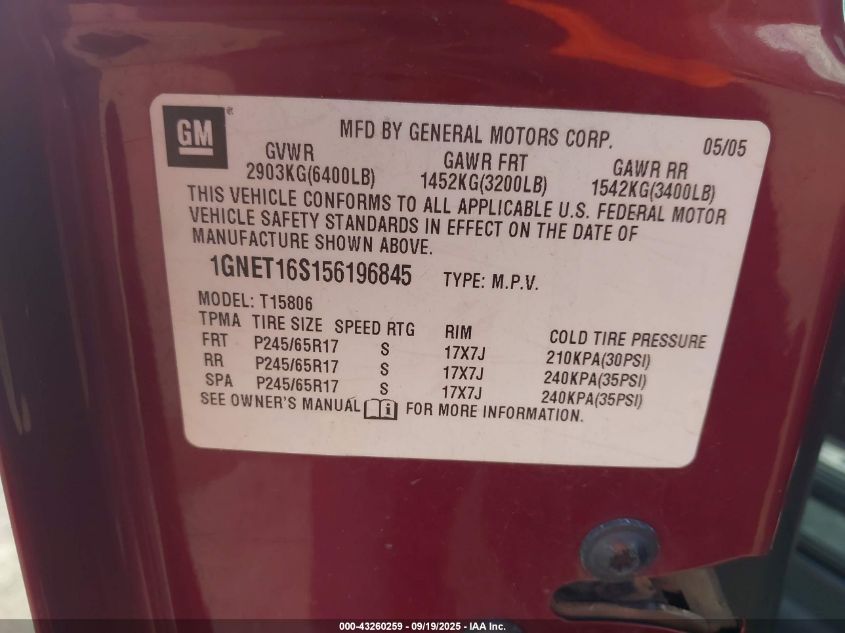 GM ®
MFD BY GENERAL MOTORS CORP. 05/05
GVWR GAWR FRT GAWR RR
2903KG(6400LB) 1452KG(3200LB) 1542KG(3400LB)
THIS VEHICLE CONFORMS TO ALL APPLICABLE U.S. FEDERAL MOTOR
VEHICLE SAFETY STANDARDS IN EFFECT ON THE DATE OF
MANUFACTURE SHOWN ABOVE.
1GNET16S156196845 TYPE: M.P.V.
MODEL: T15806
TPMA TIRE SIZE SPEED RTG RIM COLD TIRE PRESSURE
FRT P245/65R17 S 17X7J 210KPA(30PSI)
RR P245/65R17 S 17X7J 240KPA(35PSI)
SPA P245/65R17 S 17X7J 240KPA(35PSI)
SEE OWNER'S MANUAL i FOR MORE INFORMATION.
000-43260259 - 09/19/2025 - IAA Inc.